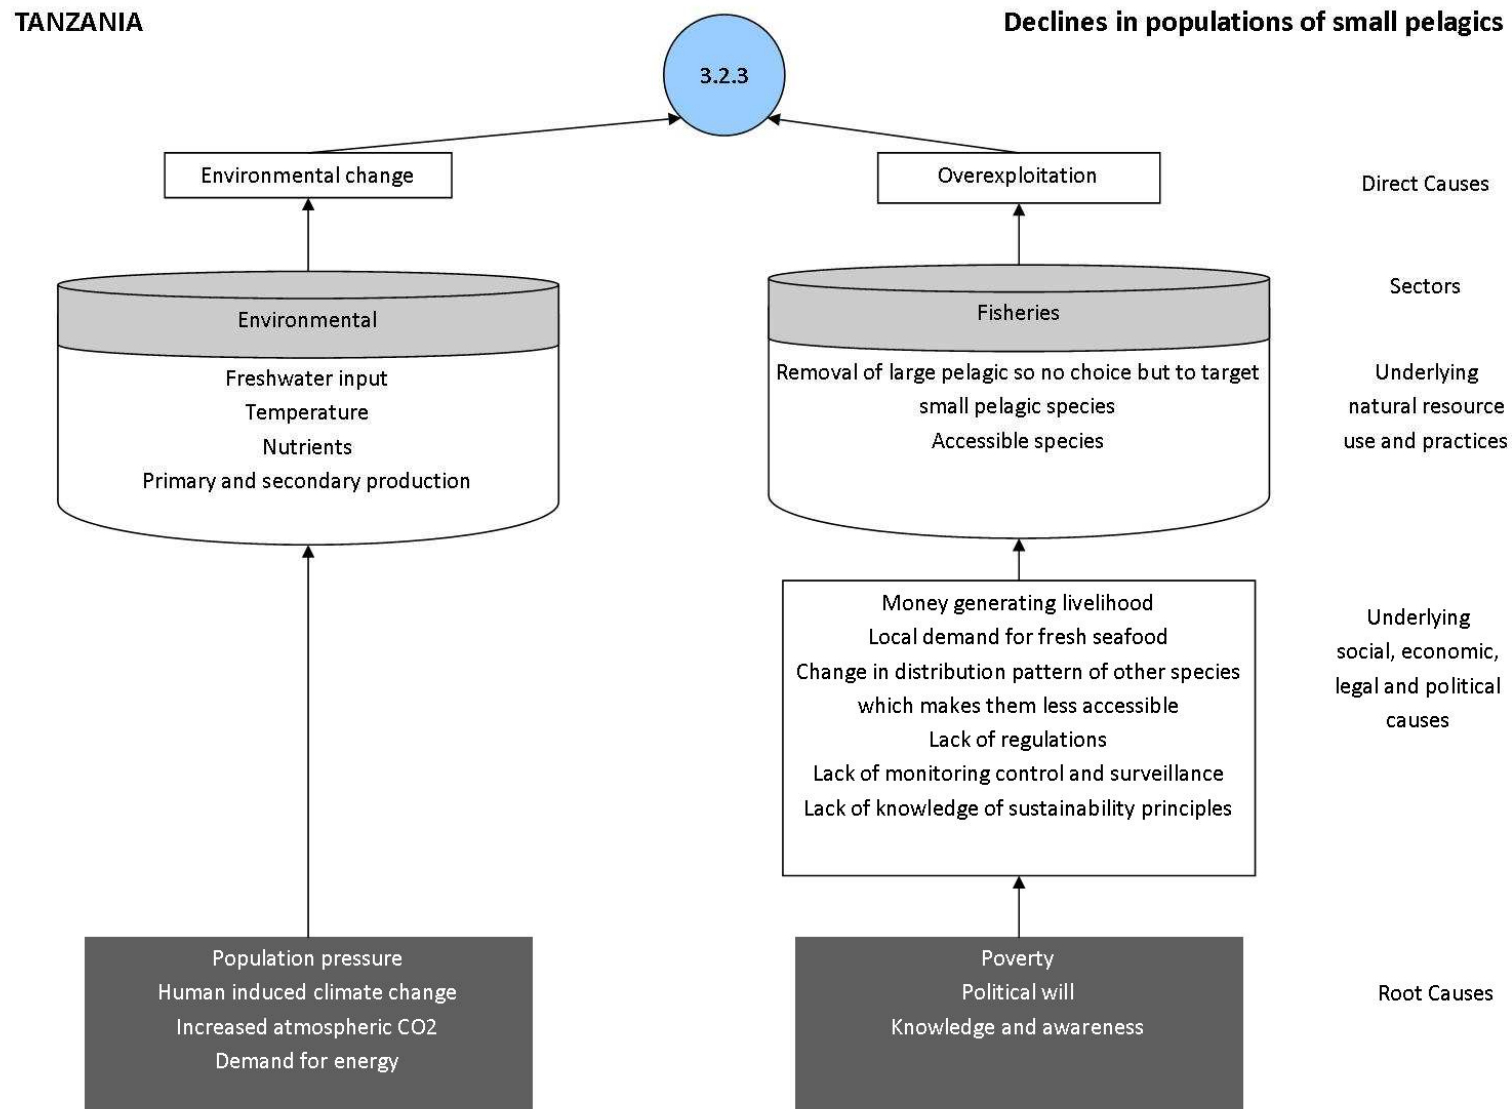 TANZANIA
Declines in populations of small pelagics
3.2.3
Environmental change
Overexploitation
Direct Causes
Sectors
Environmental
Fisheries
Freshwater input
Temperature
Nutrients
Primary and secondary production
Removal of large pelagic so no choice but to target
small pelagic species
Accessible species
Underlying
natural resource
use and practices
Money generating livelihood
Local demand for fresh seafood
Change in distribution pattern of other species
which makes them less accessible
Lack of regulations
Lack of monitoring control and surveillance
Lack of knowledge of sustainability principles
Underlying
social, economic,
legal and political
causes
Population pressure
Human induced climate change
Increased atmospheric CO2
Demand for energy
Poverty
Political will
Knowledge and awareness
Root Causes